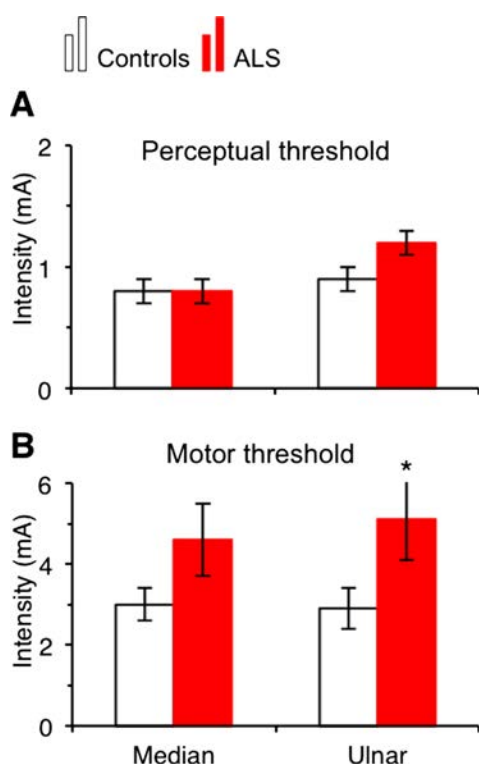 Controls ALS
A
Perceptual threshold
Intensity (mA)
2
1
0
B
Motor threshold
*
Intensity (mA)
6
4
2
0
Median Ulnar